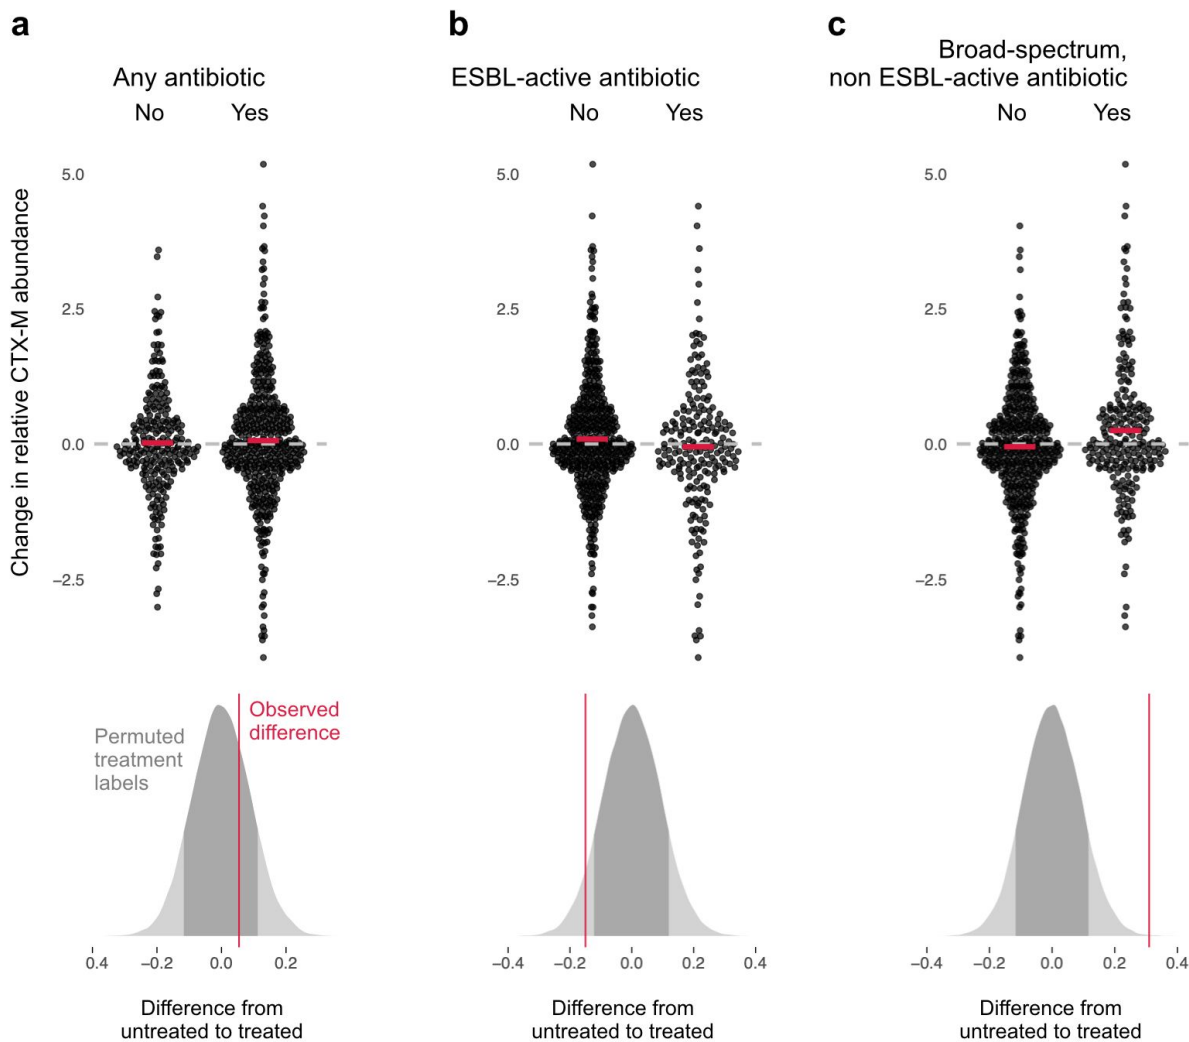 a
Any antibiotic
No Yes
b
ESBL-active antibiotic
No Yes
c
Broad-spectrum,
non ESBL-active antibiotic
No Yes
Change in relative CTX-M abundance
5.0
2.5
0.0
−2.5
5.0
2.5
0.0
−2.5
5.0
2.5
0.0
−2.5
Permuted
treatment
labels
Observed
difference
0.4 −0.2 0.0 0.2
Difference from
untreated to treated
−0.4 −0.2 0.0 0.2 0.4
Difference from
untreated to treated
−0.4 −0.2 0.0 0.2 0.4
Difference from
untreated to treated